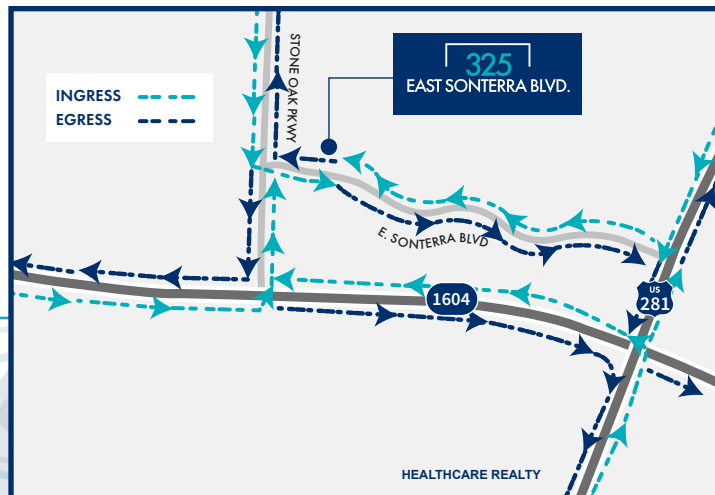 STONE OAK PKWY
325
EAST SONTERRA BLVD.
INGRESS
EGRESS
E. SONTERRA BLVD
1604
US
281
HEALTHCARE REALTY